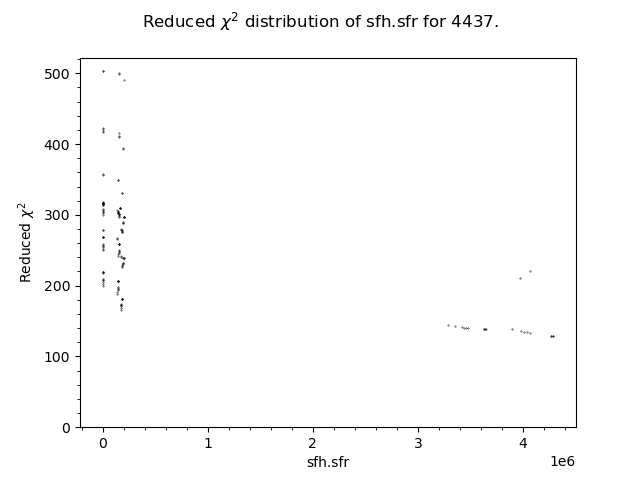 Reduced χ² distribution of sfh.sfr for 4437.
500
400
300
200
100
0
Reduced χ²
0 1 2 3 4
1e6
sfh.sfr